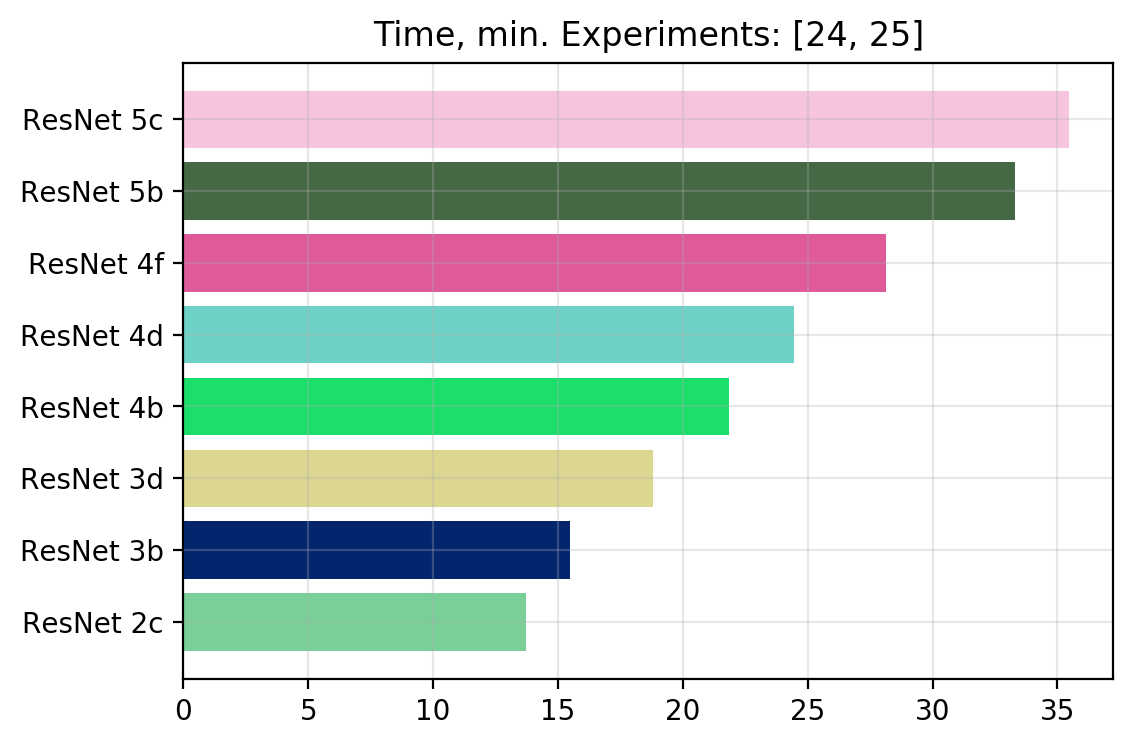 Time, min. Experiments: [24, 25]
ResNet 5c
ResNet 5b
ResNet 4f
ResNet 4d
ResNet 4b
ResNet 3d
ResNet 3b
ResNet 2c
0 5 10 15 20 25 30 35